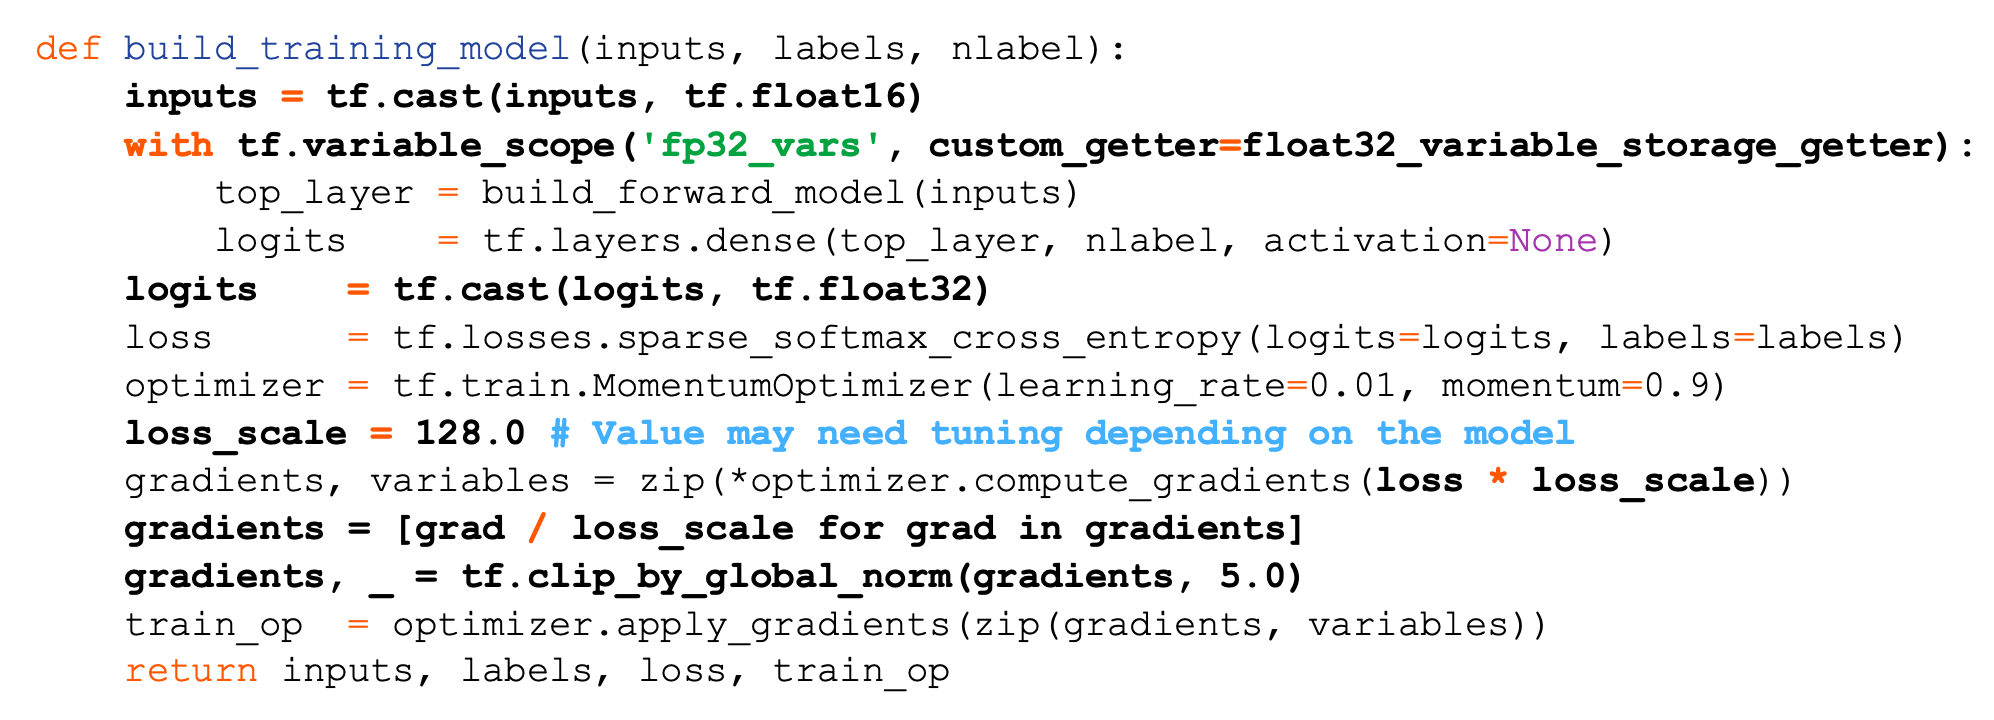 def build_training_model(inputs, labels, nlabel):
    inputs = tf.cast(inputs, tf.float16)
    with tf.variable_scope('fp32_vars', custom_getter=float32_variable_storage_getter):
        top_layer = build_forward_model(inputs)
        logits    = tf.layers.dense(top_layer, nlabel, activation=None)
    logits    = tf.cast(logits, tf.float32)
    loss      = tf.losses.sparse_softmax_cross_entropy(logits=logits, labels=labels)
    optimizer = tf.train.MomentumOptimizer(learning_rate=0.01, momentum=0.9)
    loss_scale = 128.0 # Value may need tuning depending on the model
    gradients, variables = zip(*optimizer.compute_gradients(loss * loss_scale))
    gradients = [grad / loss_scale for grad in gradients]
    gradients, _ = tf.clip_by_global_norm(gradients, 5.0)
    train_op  = optimizer.apply_gradients(zip(gradients, variables))
    return inputs, labels, loss, train_op